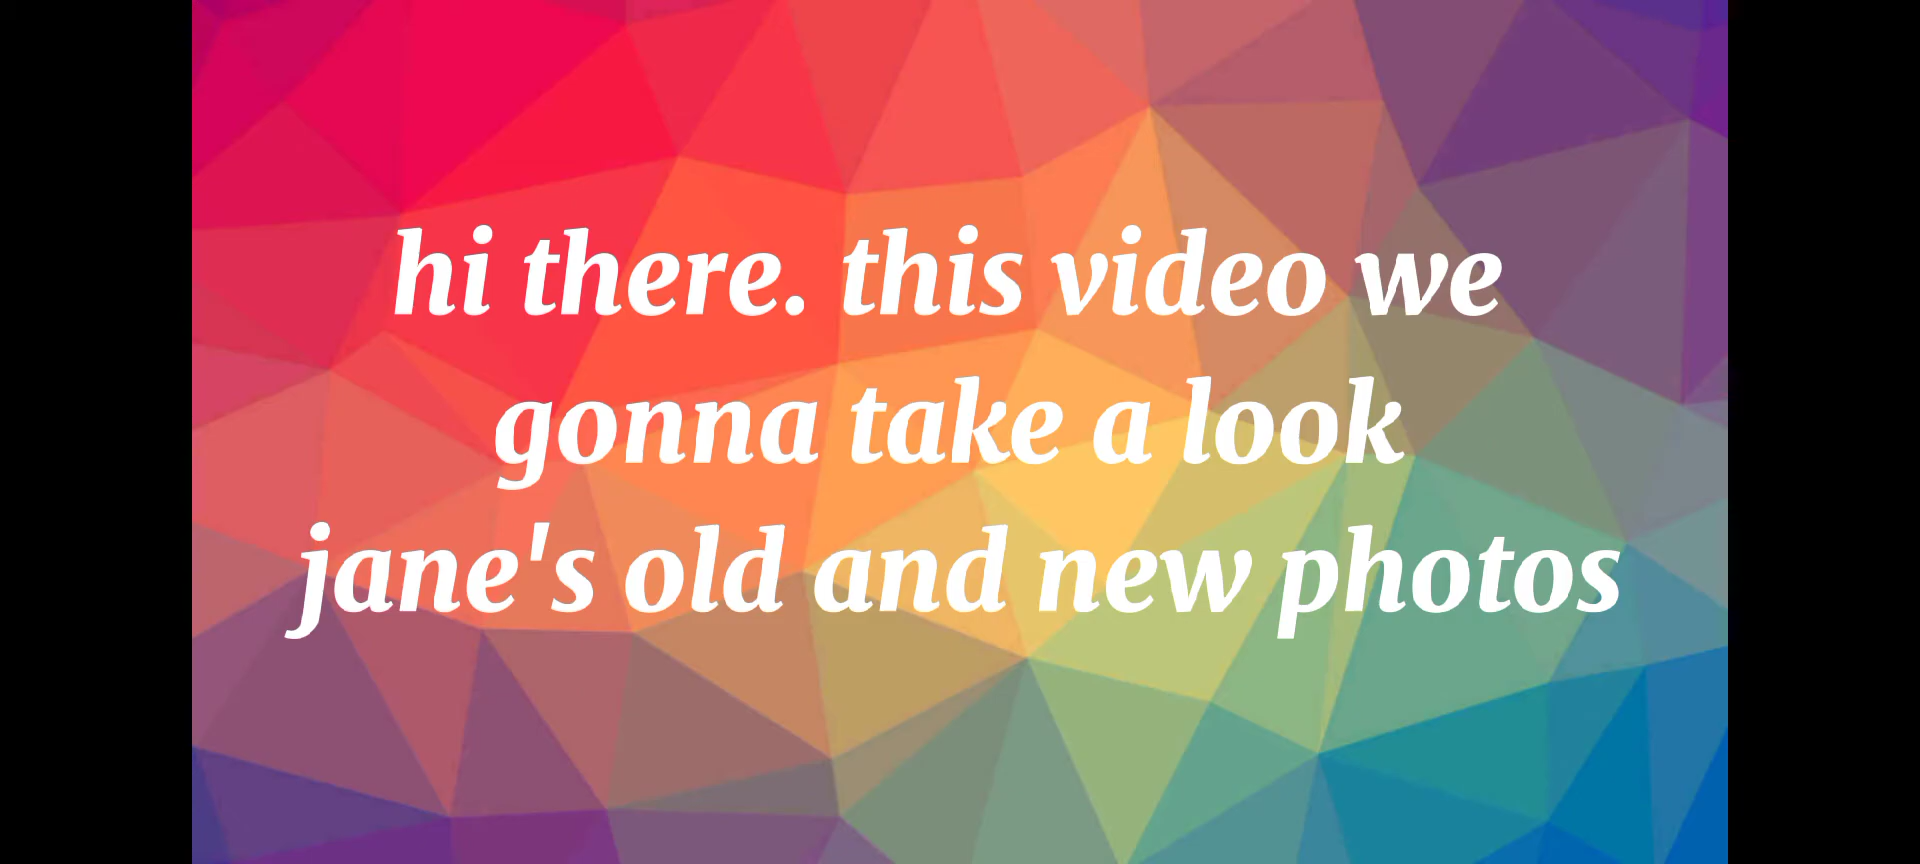 hi there. this video we
gonna take a look
jane's old and new photos